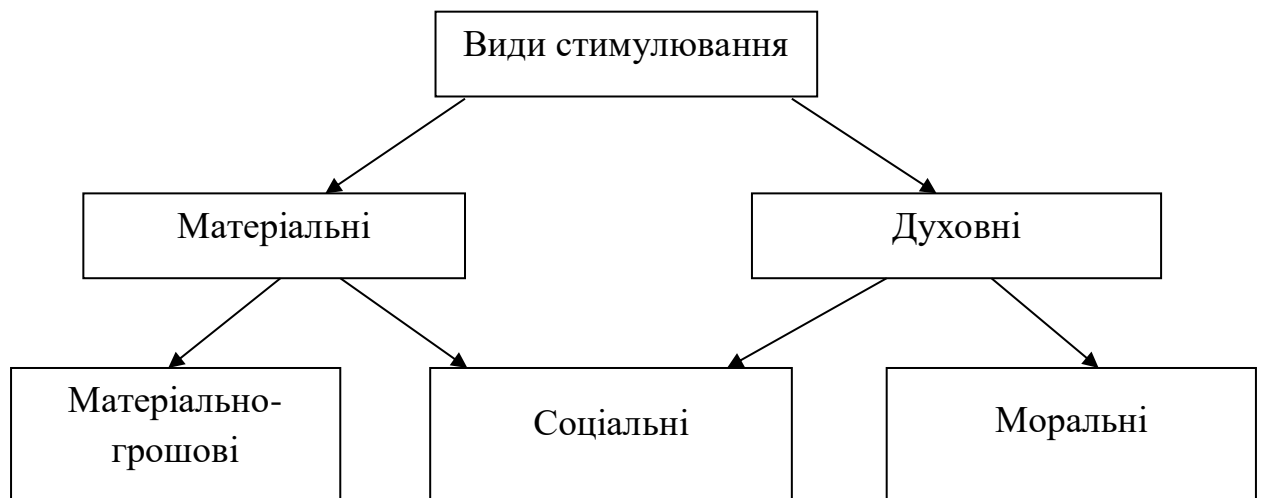 Види стимулювання
Матеріальні
Духовні
Матеріально-
грошові
Соціальні
Моральні